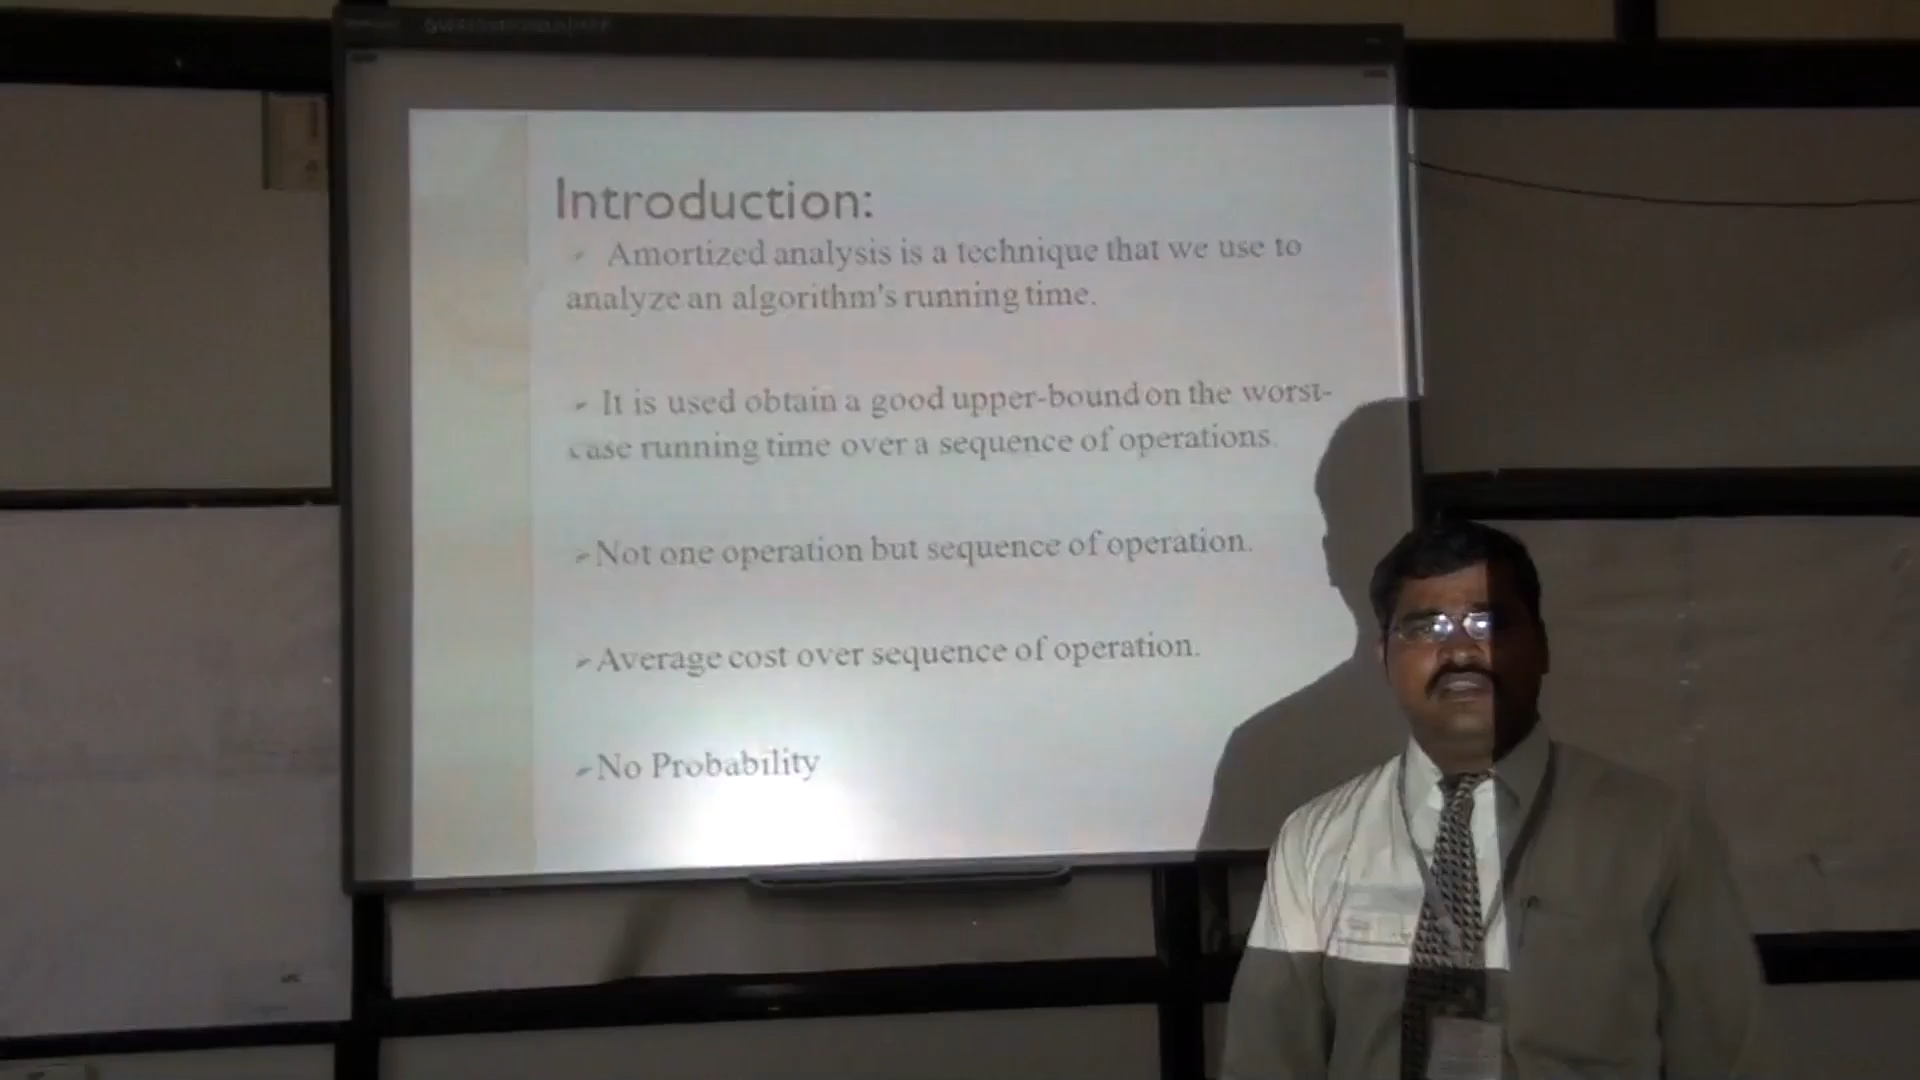 Introduction:
Amortized analysis is a technique that we use to
analyze an algorithm's running time.
It is used obtain a good upper-bound on the worst-
case running time over a sequence of operations.
Not one operation but sequence of operation.
Average cost over sequence of operation.
No Probability